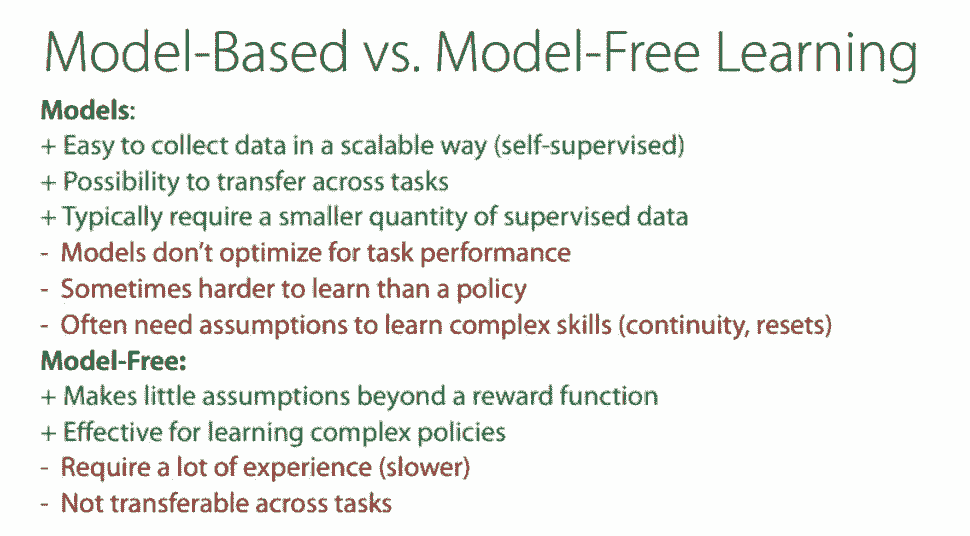 Model-Based vs. Model-Free Learning
Models:
+ Easy to collect data in a scalable way (self-supervised)
+ Possibility to transfer across tasks
+ Typically require a smaller quantity of supervised data
- Models don't optimize for task performance
- Sometimes harder to learn than a policy
- Often need assumptions to learn complex skills (continuity, resets)
Model-Free:
+ Makes little assumptions beyond a reward function
+ Effective for learning complex policies
- Require a lot of experience (slower)
- Not transferable across tasks